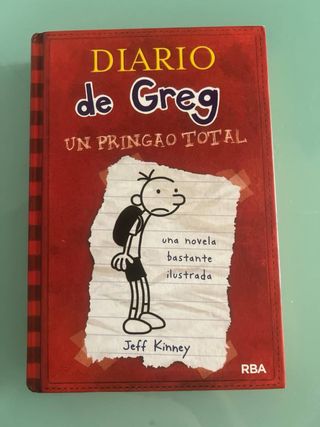 DIARIO
de Greg
UN PRINGAO TOTAL
una novela
bastante
ilustrada
Jeff Kinney
RBA